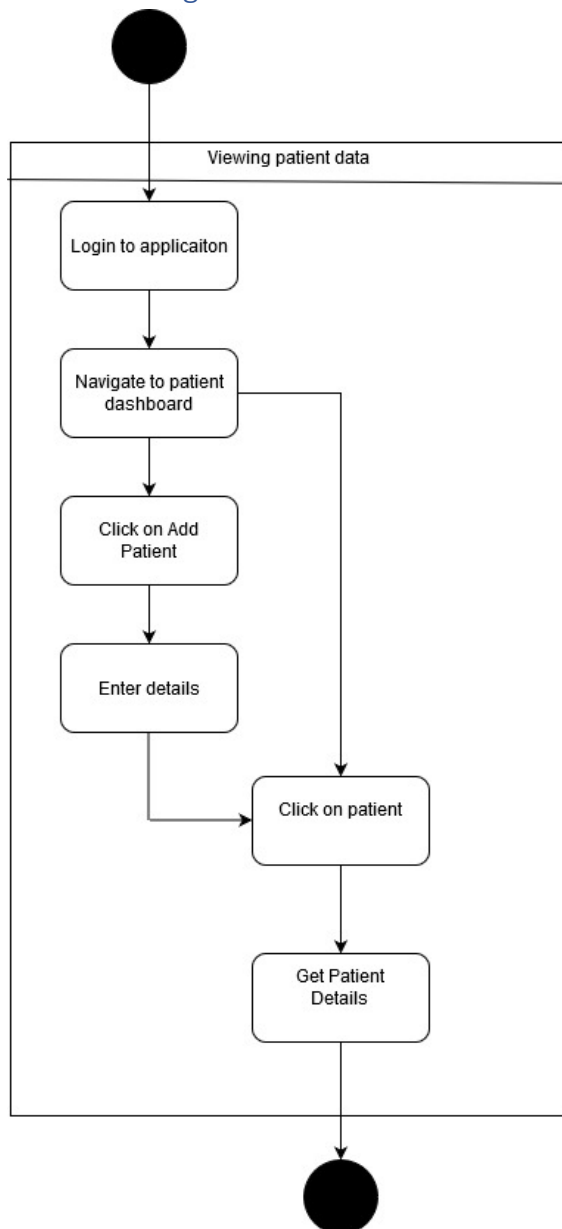 Viewing patient data
Login to applicaiton
Navigate to patient
dashboard
Click on Add
Patient
Enter details
Click on patient
Get Patient
Details